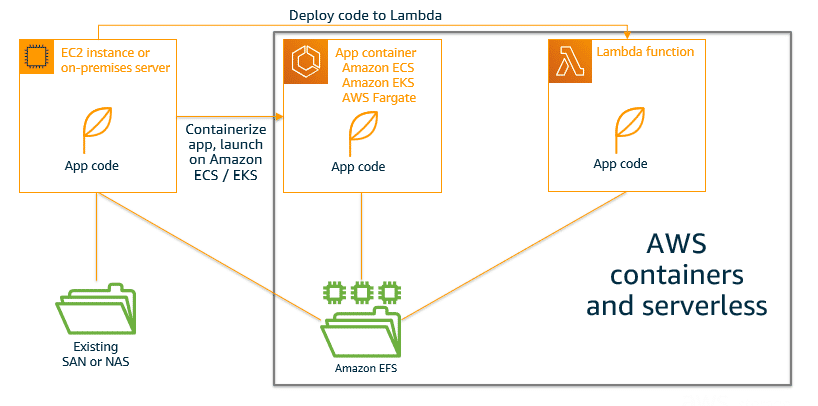 Deploy code to Lambda
EC2 instance or
on-premises server
App code
Containerize
app, launch
on Amazon
ECS / EKS
App container
Amazon ECS
Amazon EKS
AWS Fargate
App code
Lambda function
App code
AWS
containers
and serverless
Existing
SAN or NAS
Amazon EFS